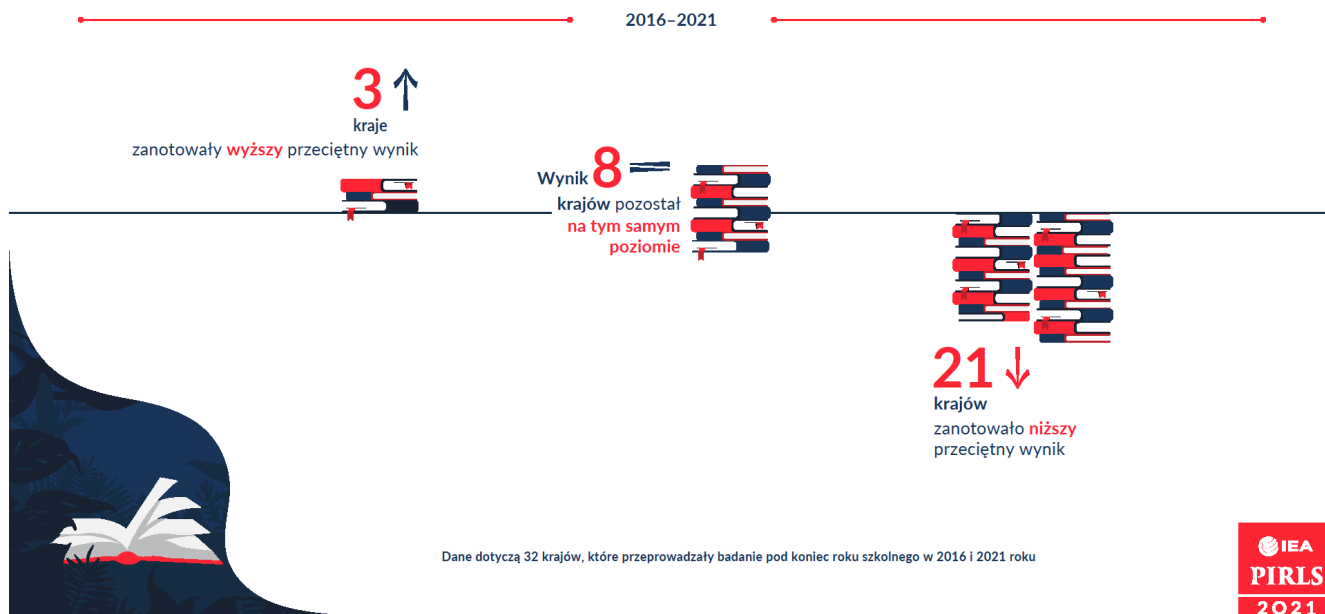 2016–2021
3
kraje
zanotowały wyższy przeciętny wynik
Wynik 8
krajów pozostał
na tym samym
poziomie
21
krajów
zanotowało niższy
przeciętny wynik
Dane dotyczą 32 krajów, które przeprowadzały badanie pod koniec roku szkolnego w 2016 i 2021 roku
IEA
PIRLS
2021